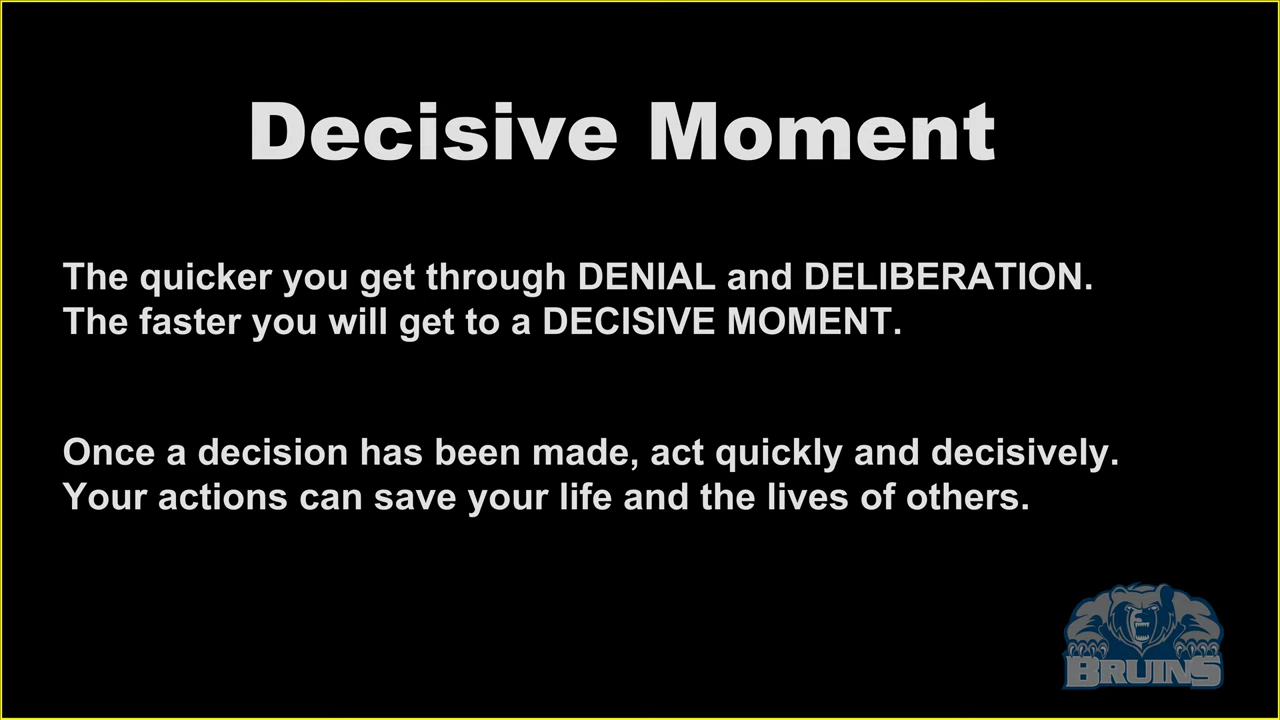 Decisive Moment
The quicker you get through DENIAL and DELIBERATION.
The faster you will get to a DECISIVE MOMENT.
Once a decision has been made, act quickly and decisively.
Your actions can save your life and the lives of others.
BRUINS